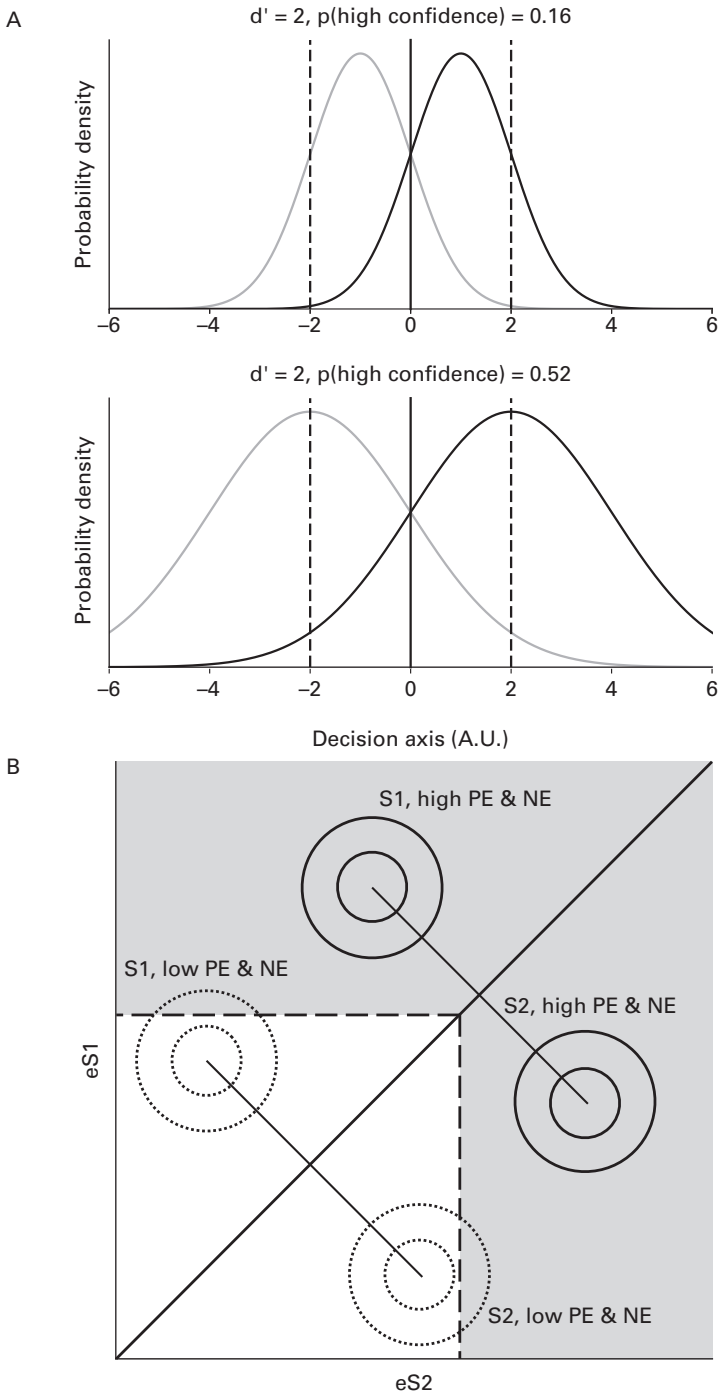 A
d' = 2, p(high confidence) = 0.16
Probability density
–6 –4 –2 0 2 4 6
d' = 2, p(high confidence) = 0.52
Probability density
–6 –4 –2 0 2 4 6
Decision axis (A.U.)
B
S1, high PE & NE
S1, low PE & NE
S2, high PE & NE
eS1
S2, low PE & NE
eS2